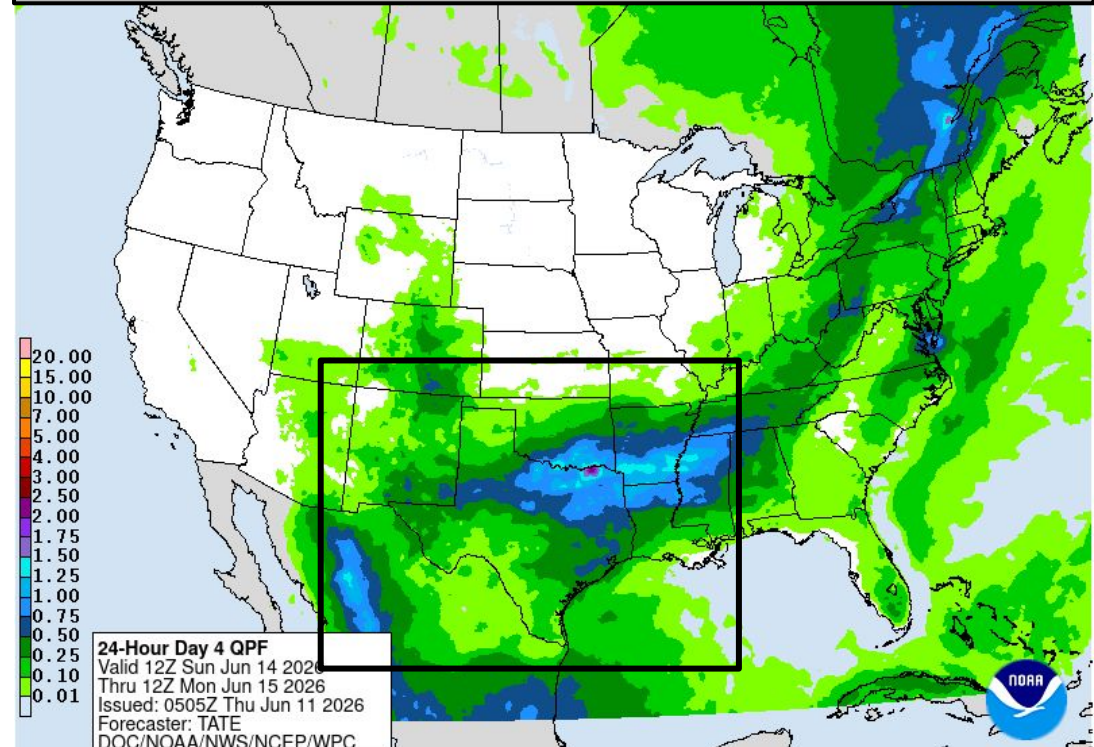 20.00
15.00
10.00
7.00
5.00
4.00
3.00
2.50
2.00
1.75
1.50
1.25
1.00
0.75
0.50
0.25
0.10
0.01
24-Hour Day 4 QPF
Valid 12Z Sun Jun 14 2026
Thru 12Z Mon Jun 15 2026
Issued: 0505Z Thu Jun 11 2026
Forecaster: TATE
DOC/NOAA/NWS/NCEP/WPC
NOAA